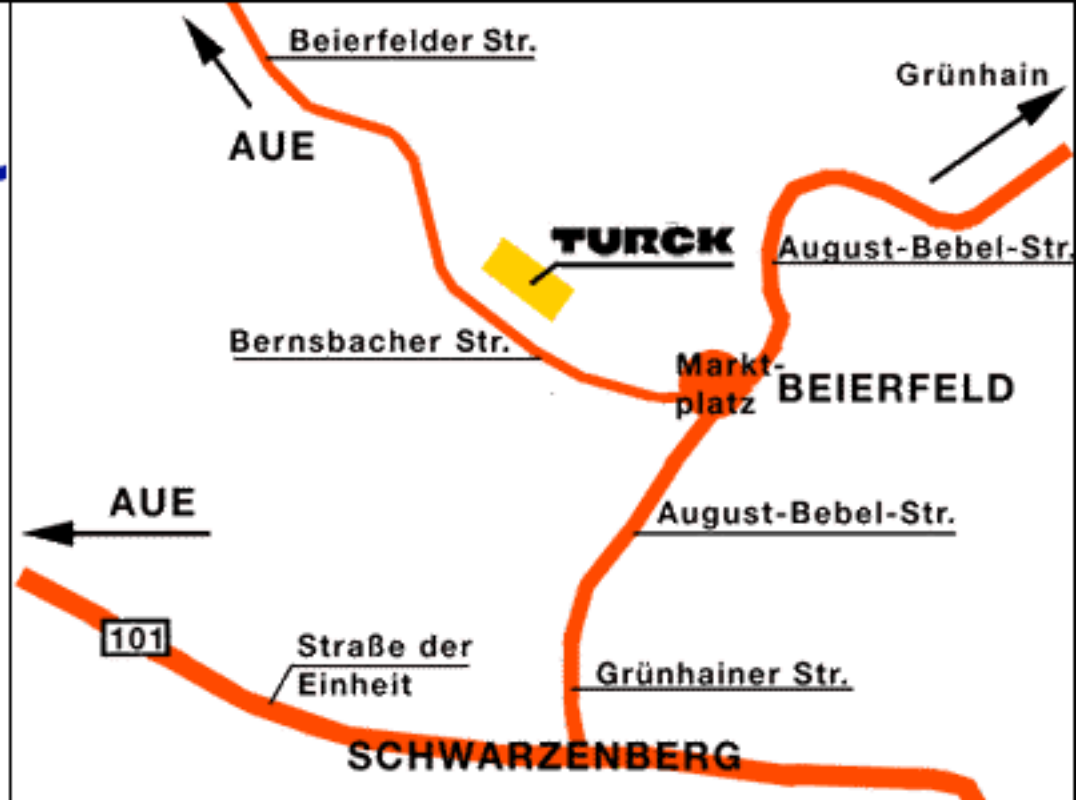 Beierfelder Str.
Grünhain
AUE
TURCK
August-Bebel-Str.
Bernsbacher Str.
Markt-
platz
BEIERFELD
AUE
August-Bebel-Str.
101
Straße der
Einheit
Grünhainer Str.
SCHWARZENBERG